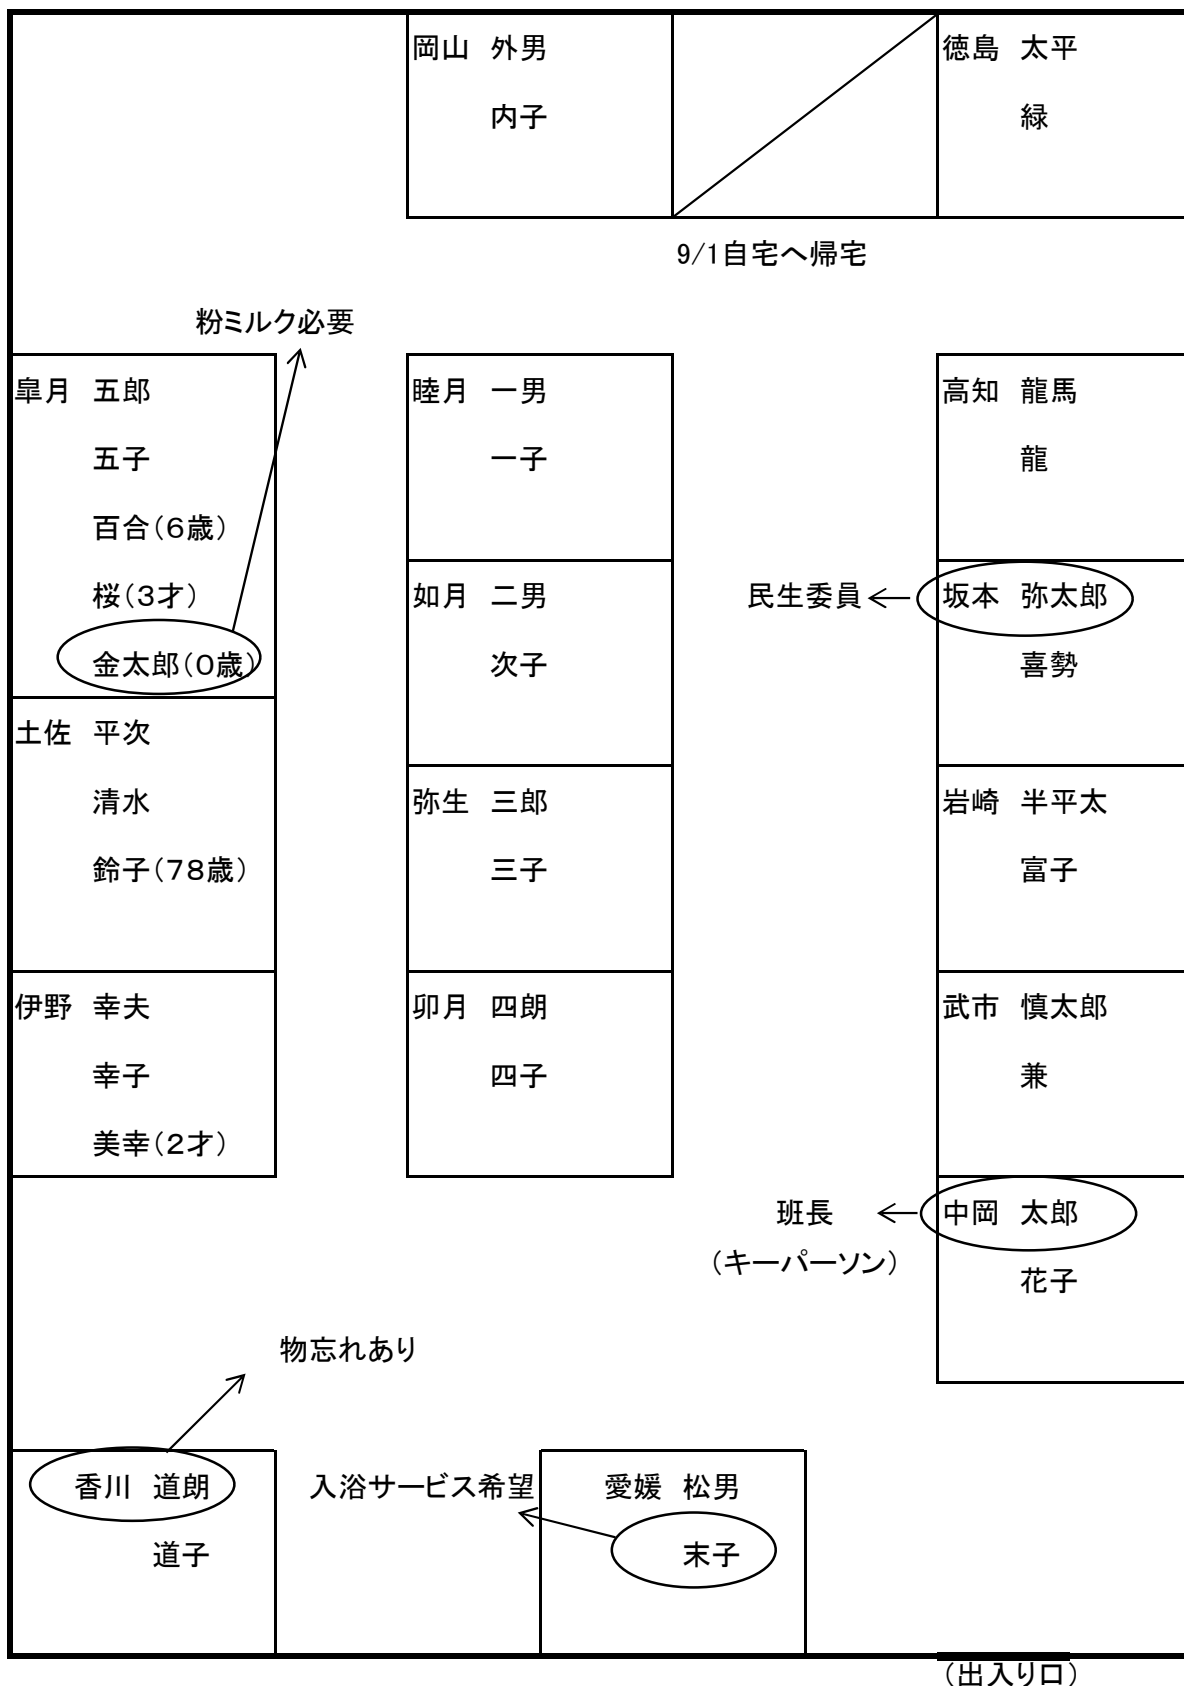 岡山 外男
内子
徳島 太平
緑
9/1自宅へ帰宅
粉ミルク必要
皐月 五郎
五子
百合(6歳)
桜(3才)
金太郎(0歳)
土佐 平次
清水
鈴子(78歳)
伊野 幸夫
幸子
美幸(2才)
睦月 一男
一子
如月 二男
次子
弥生 三郎
三子
卯月 四朗
四子
高知 龍馬
龍
民生委員
坂本 弥太郎
喜勢
岩崎 半平太
富子
武市 慎太郎
兼
班長
(キーパーソン)
中岡 太郎
花子
物忘れあり
香川 道朗
道子
入浴サービス希望
愛媛 松男
末子
(出入り口)